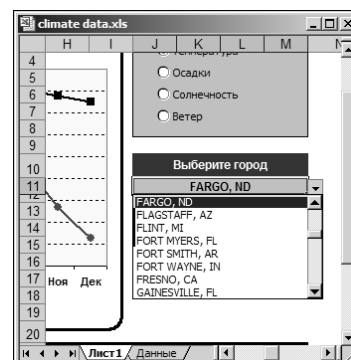 climate data.xls
H I J K L M N
4
Температура
5
Осадки
6
Солнечность
7
8
Ветер
9
10
Выберите город
11
FARGO, ND
12
FARGO, ND
13
FLAGSTAFF, AZ
FLINT, MI
14
FORT MYERS, FL
15
FORT SMITH, AR
16
FORT WAYNE, IN
17
Ноя Дек
FRESNO, CA
18
GAINESVILLE, FL
19
20
Лист1 Данные